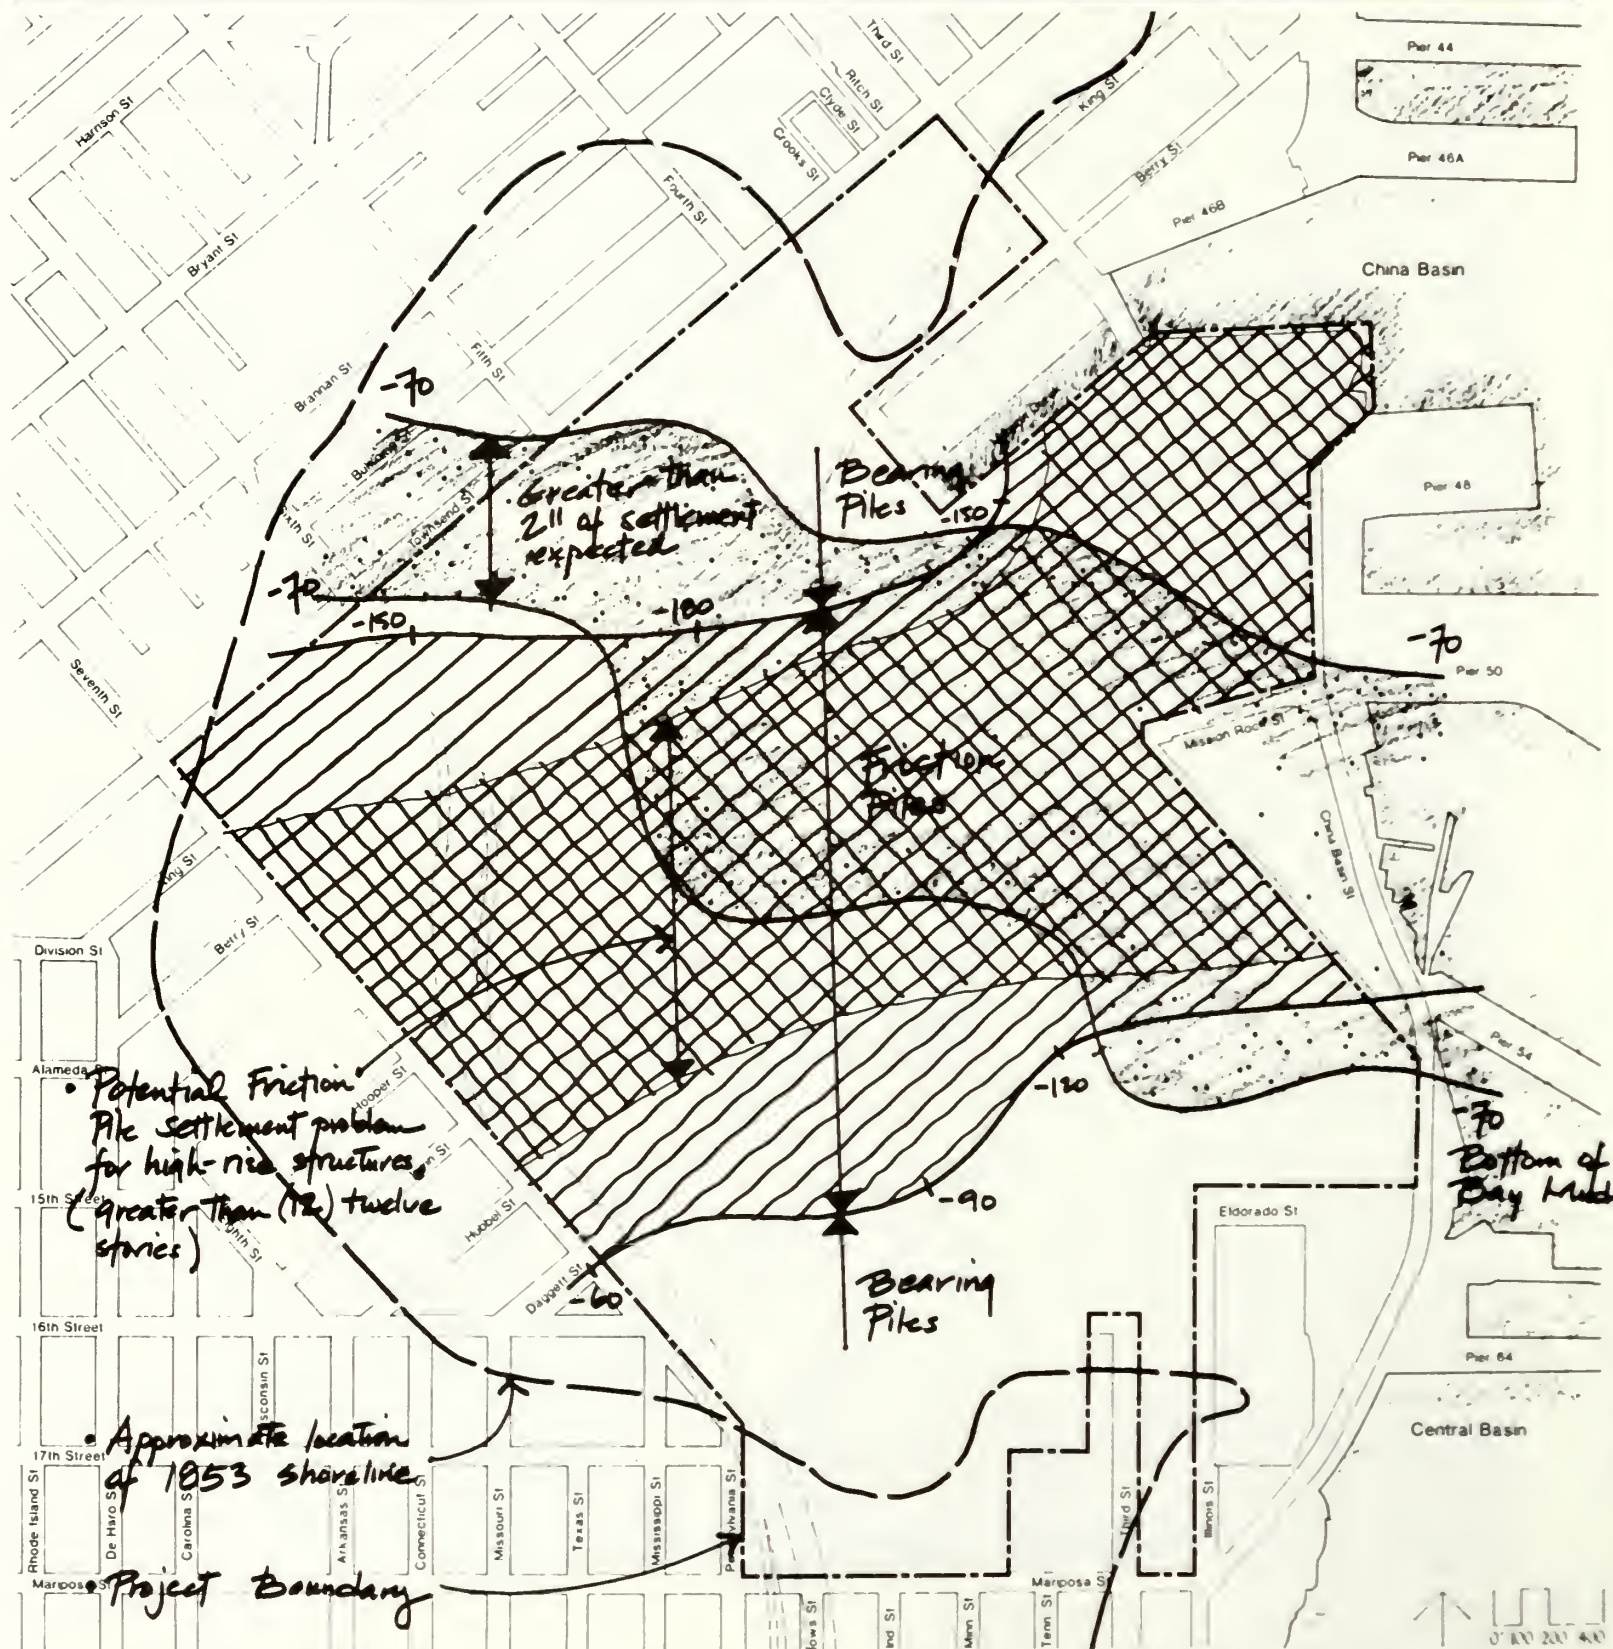 Pier 44
Third St
Ritch St
Clyde St
Crooks St
King St
Harrison St
Pier 46A
Berry St
Fourth St
Pier 46B
Bryant St
China Basin
Fifth St
Brannan St
-70
Bearing
Piles
Greater than
2" of settlement
expected
-150
Townsend St
Sixth St
Pier 48
-70
-150
-180
-70
Pier 50
Seventh St
Mission Rock St
Friction
Piles
China Basin St
King St
Berry St
Division St
Pier 54
Alameda
• Potential Friction
Pile settlement problem
for high-rise structures
(greater than (12) twelve
stories)
Hooper St
-120
-70
Bottom of
Bay Mud
15th Street
-90
Eldorado St
Hubbel St
Daggett St
-60
Bearing
Piles
16th Street
Pier 64
• Approximate location
of 1853 shoreline
Central Basin
17th Street
Rhode Island St
De Haro St
Carolina St
Arkansas St
Connecticut St
Missouri St
Texas St
Mississippi St
Third St
Illinois St
Mariposa St
• Project Boundary
Mariposa S
Minn St
Tenn St
0 100 200 400